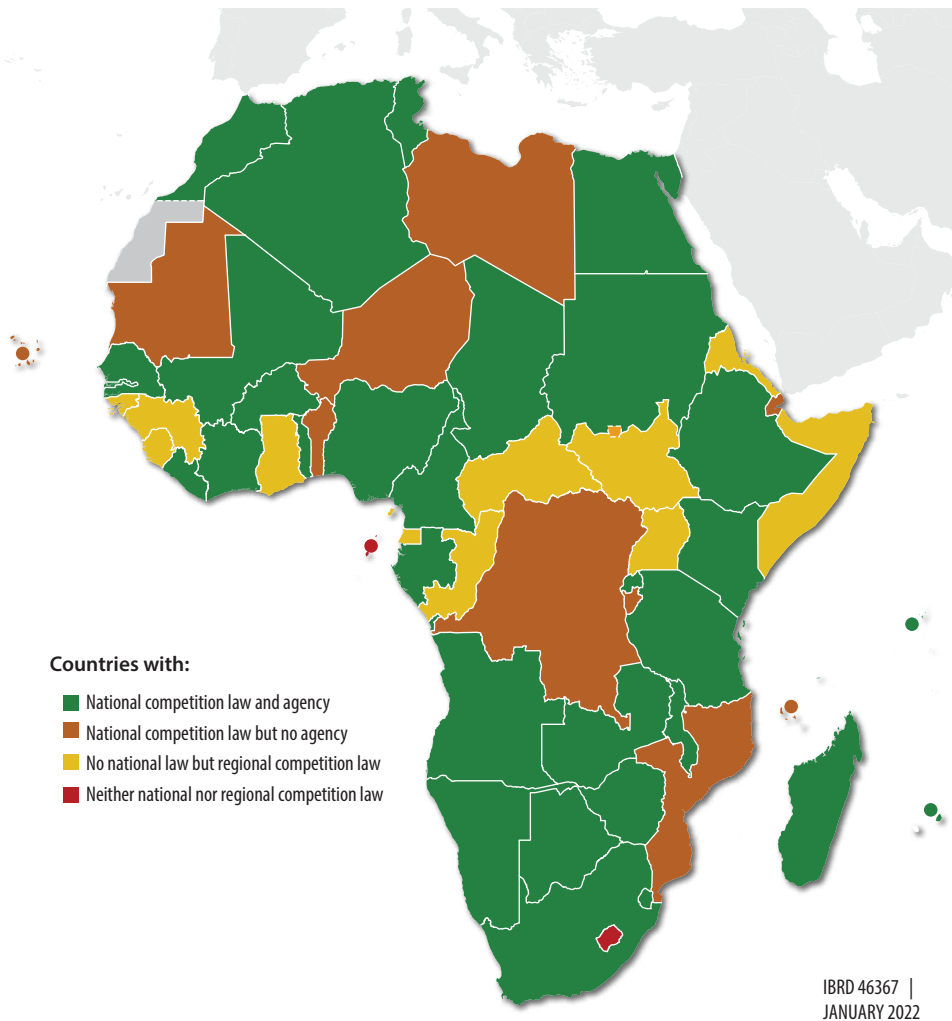 Countries with:
National competition law and agency
National competition law but no agency
No national law but regional competition law
Neither national nor regional competition law
IBRD 46367 |
JANUARY 2022